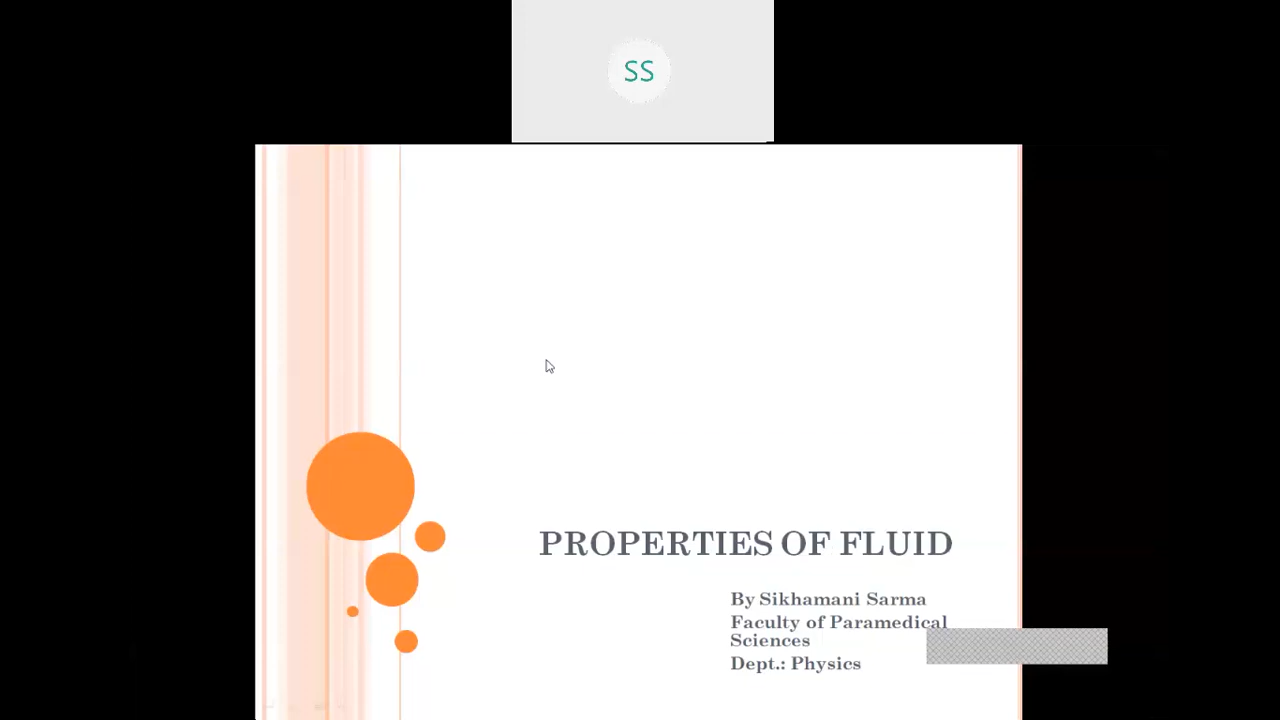 SS
PROPERTIES OF FLUID
By Sikhamani Sarma
Faculty of Paramedical
Sciences
Dept.: Physics